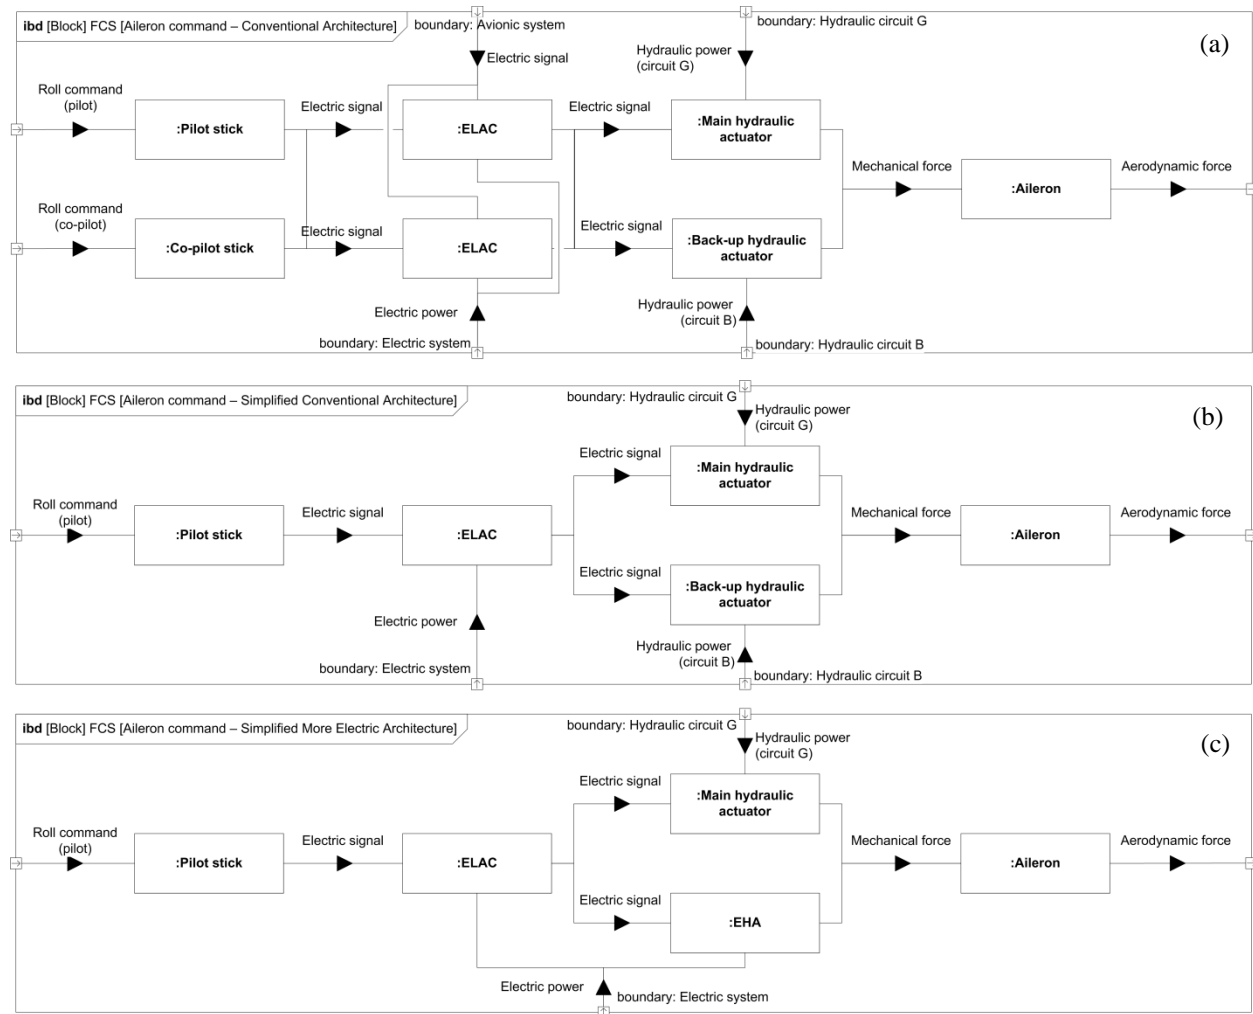 ibd [Block] FCS [Aileron command – Conventional Architecture]
boundary: Avionic system
boundary: Hydraulic circuit G
(a)
Electric signal
Hydraulic power
(circuit G)
Roll command
(pilot)
Electric signal
Electric signal
:Pilot stick
:ELAC
:Main hydraulic
actuator
Mechanical force
Aerodynamic force
:Aileron
Roll command
(co-pilot)
Electric signal
Electric signal
:Co-pilot stick
:ELAC
:Back-up hydraulic
actuator
Electric power
Hydraulic power
(circuit B)
boundary: Electric system
boundary: Hydraulic circuit B
ibd [Block] FCS [Aileron command – Simplified Conventional Architecture]
boundary: Hydraulic circuit G
(b)
Hydraulic power
(circuit G)
Electric signal
:Main hydraulic
actuator
Roll command
(pilot)
Electric signal
Mechanical force
Aerodynamic force
:Pilot stick
:ELAC
:Aileron
Electric signal
:Back-up hydraulic
actuator
Electric power
Hydraulic power
(circuit B)
boundary: Electric system
boundary: Hydraulic circuit B
ibd [Block] FCS [Aileron command – Simplified More Electric Architecture]
boundary: Hydraulic circuit G
(c)
Hydraulic power
(circuit G)
Electric signal
:Main hydraulic
actuator
Roll command
(pilot)
Electric signal
Mechanical force
Aerodynamic force
:Pilot stick
:ELAC
:Aileron
Electric signal
:EHA
Electric power
boundary: Electric system